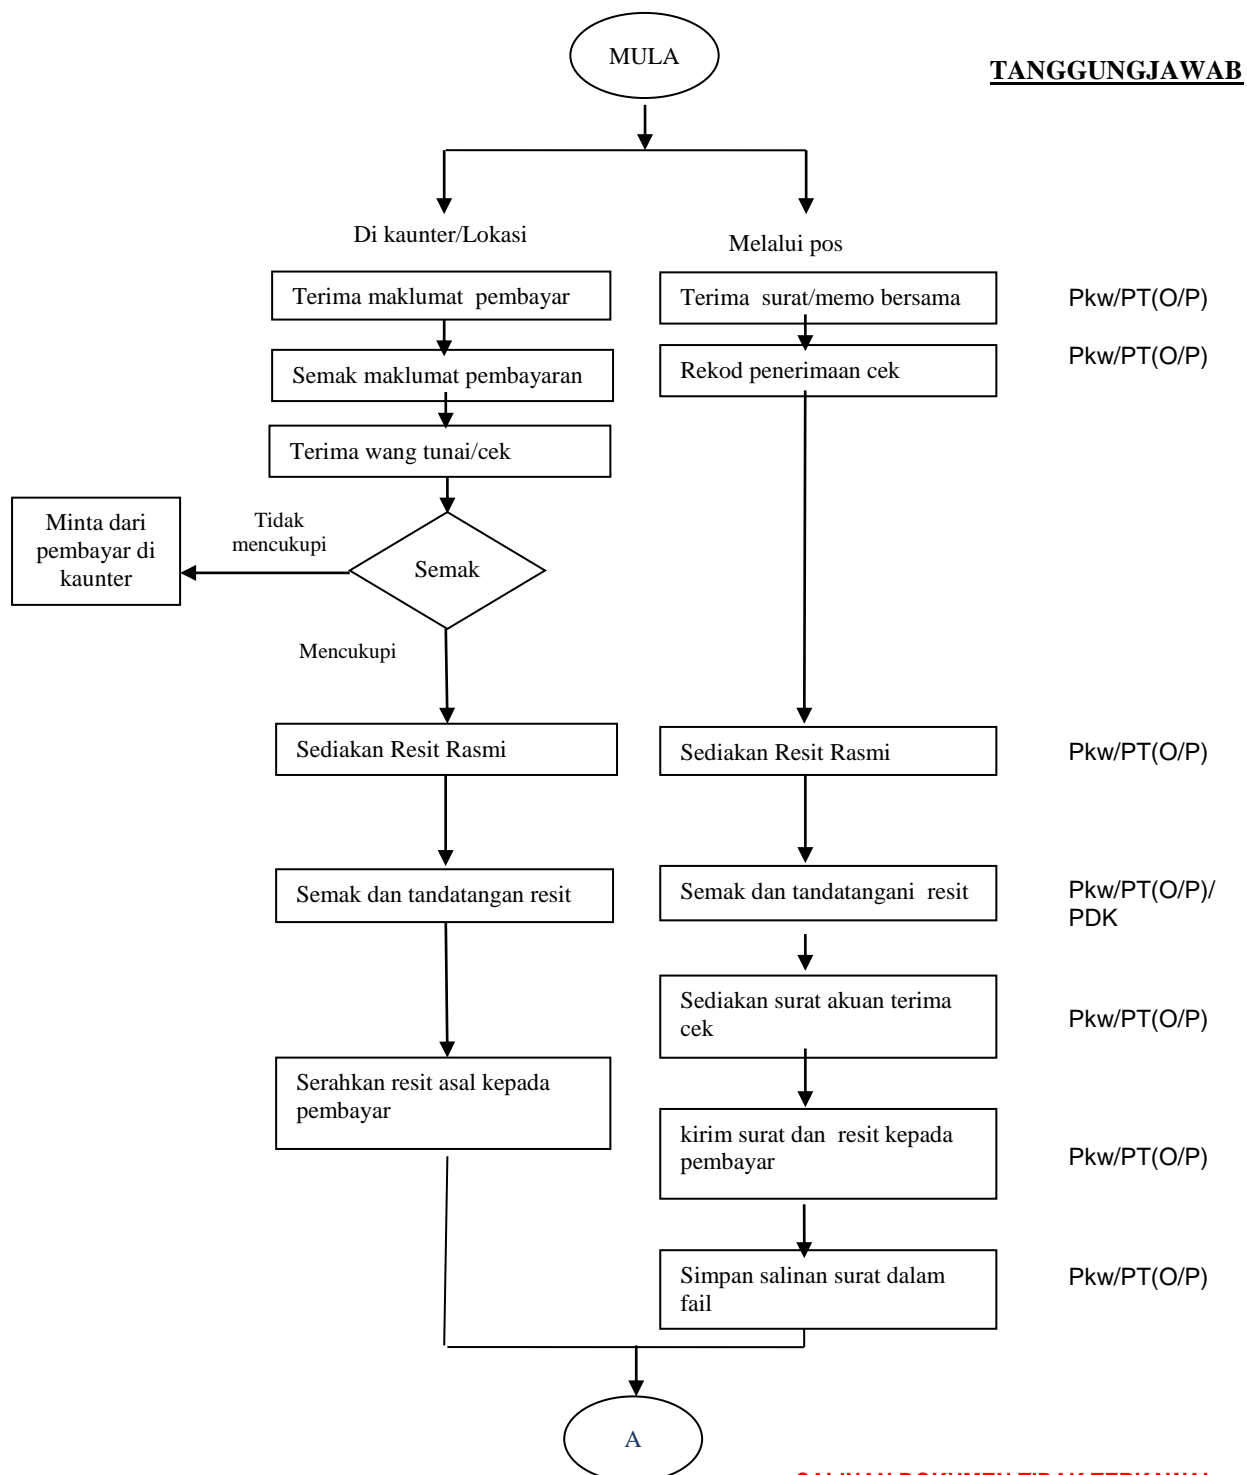 MULA
TANGGUNGJAWAB
Di kaunter/Lokasi
Melalui pos
Terima maklumat pembayar
Terima surat/memo bersama
Pkw/PT(O/P)
Semak maklumat pembayaran
Rekod penerimaan cek
Pkw/PT(O/P)
Terima wang tunai/cek
Minta dari
pembayar di
kaunter
Tidak
mencukupi
Semak
Mencukupi
Sediakan Resit Rasmi
Sediakan Resit Rasmi
Pkw/PT(O/P)
Semak dan tandatangan resit
Semak dan tandatangani resit
Pkw/PT(O/P)/
PDK
Sediakan surat akuan terima
cek
Pkw/PT(O/P)
Serahkan resit asal kepada
pembayar
kirim surat dan resit kepada
pembayar
Pkw/PT(O/P)
Simpan salinan surat dalam
fail
Pkw/PT(O/P)
A
SALINAN DOKUMEN TIDAK TERKAWAL